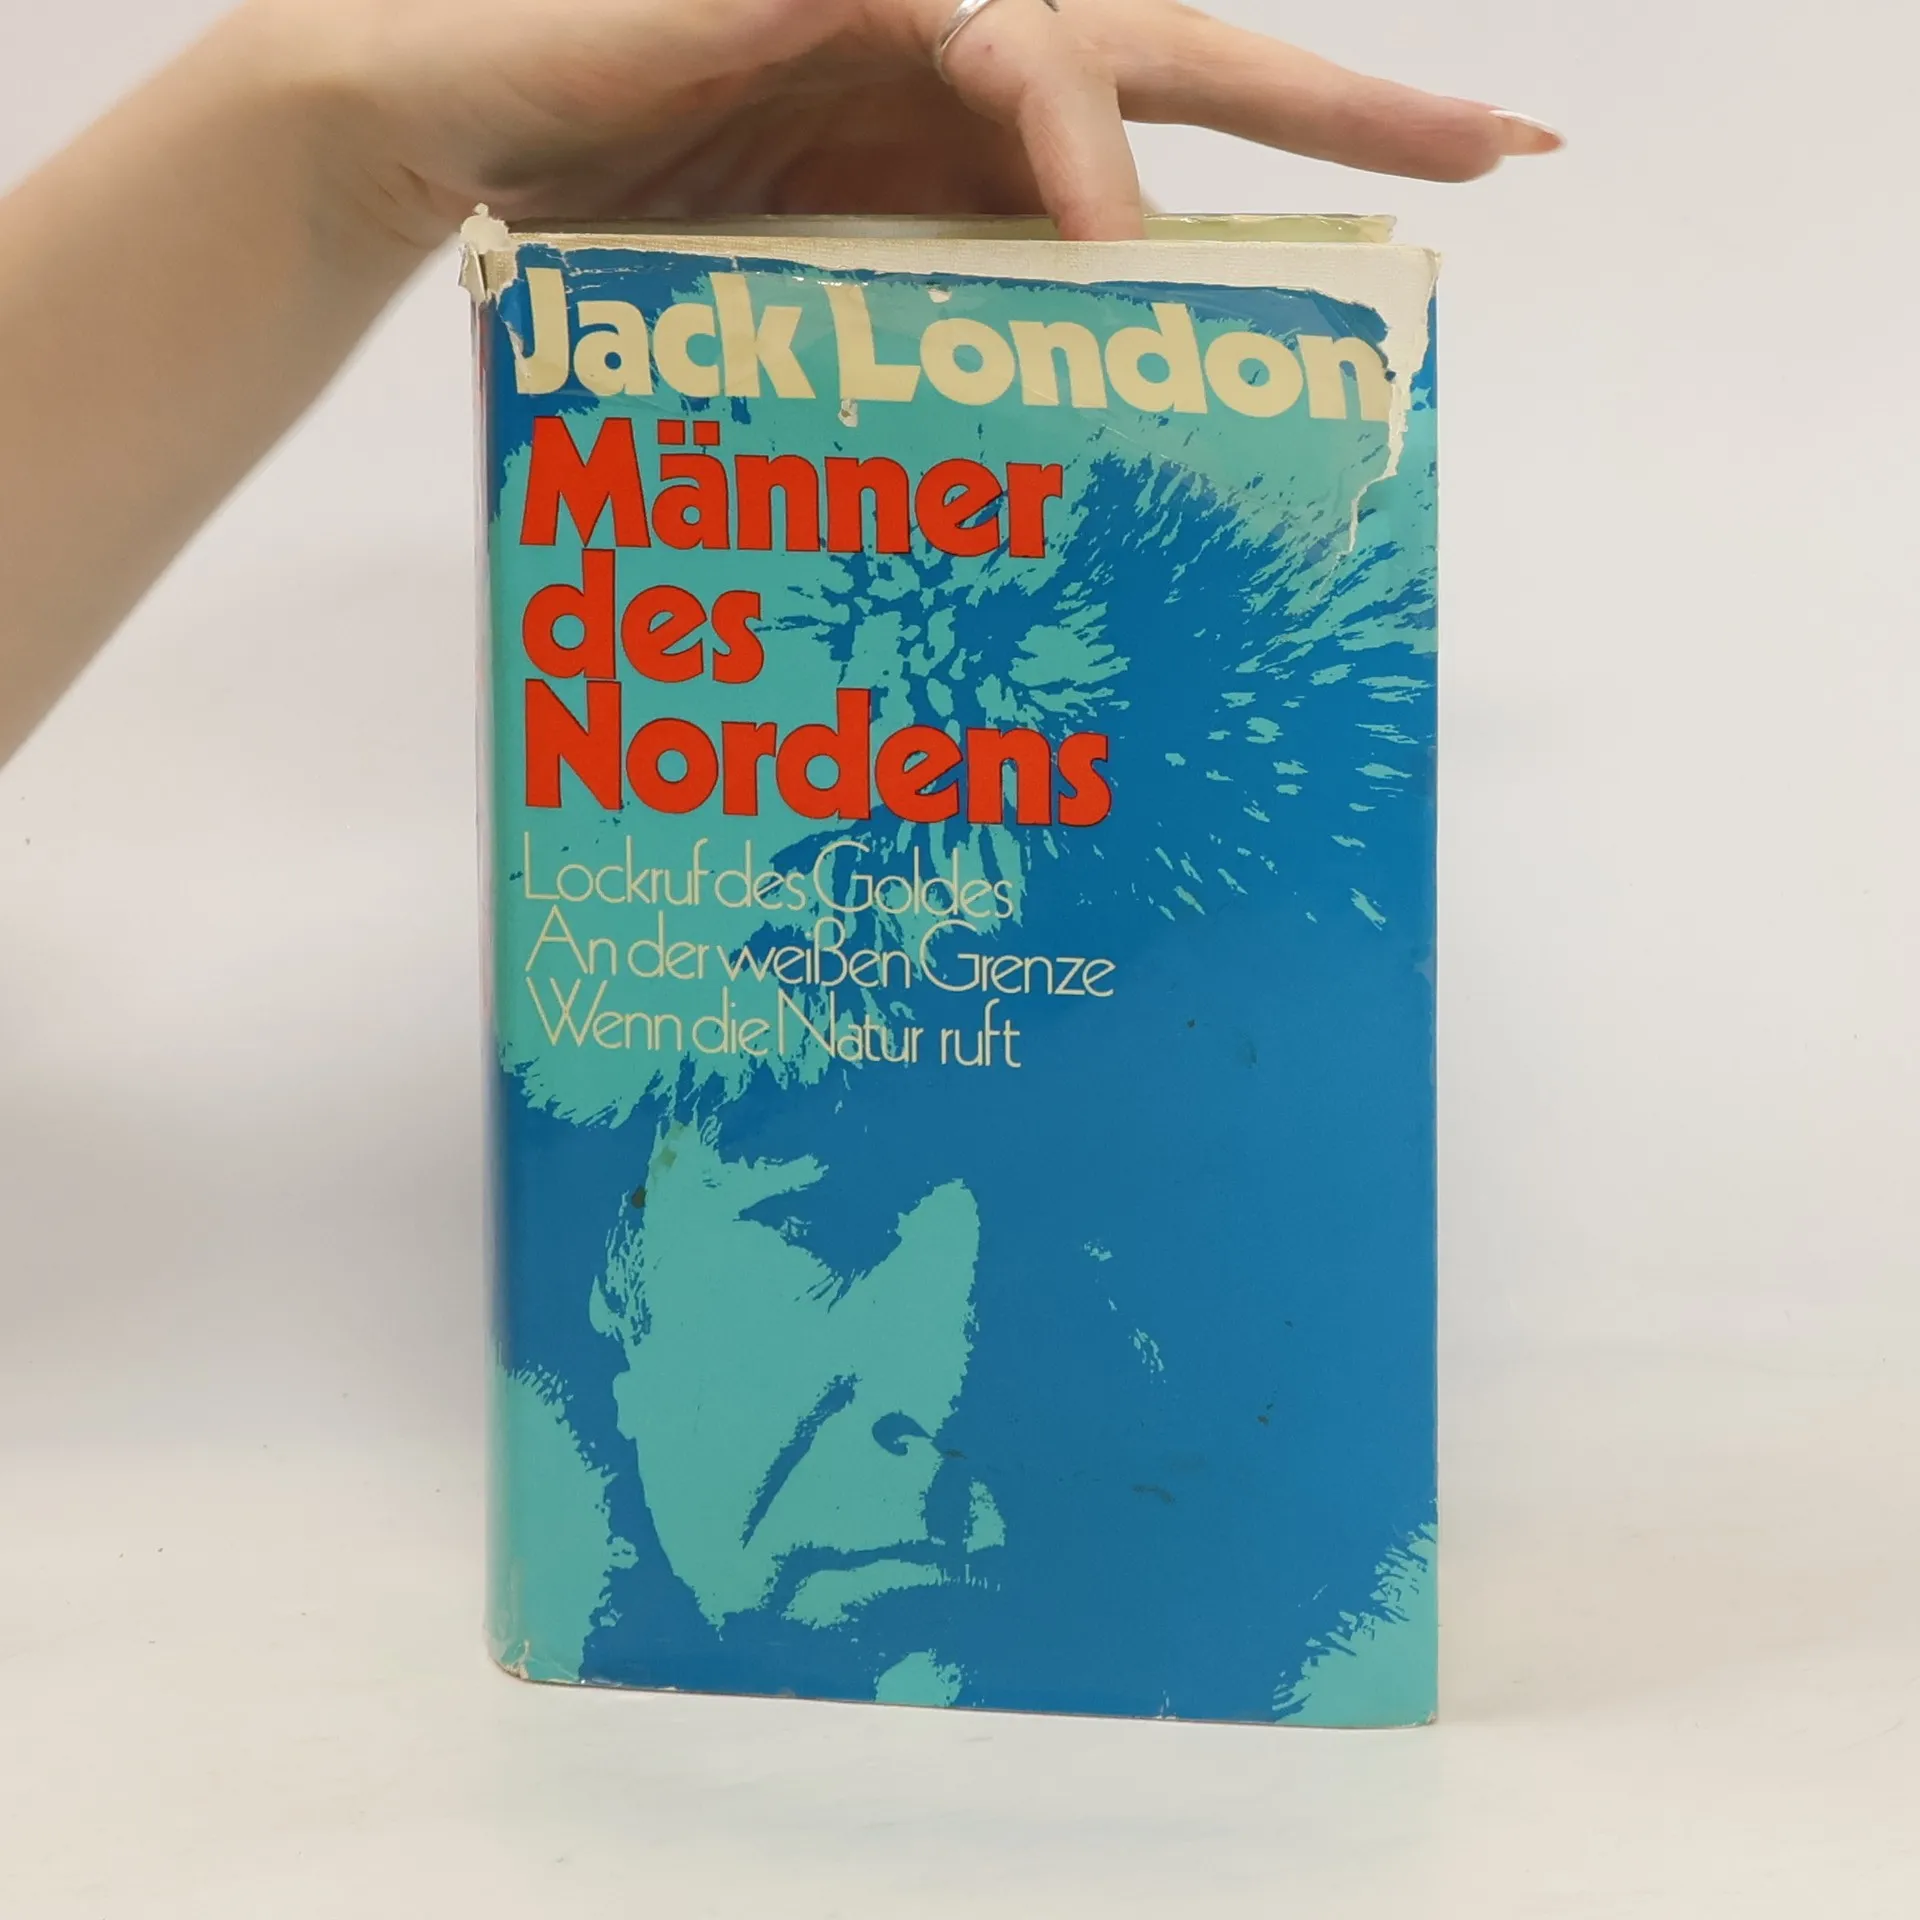 Jack London
Männer
des
Nordens
Lockruf des Goldes
An der weißen Grenze
Wenn die Natur ruft